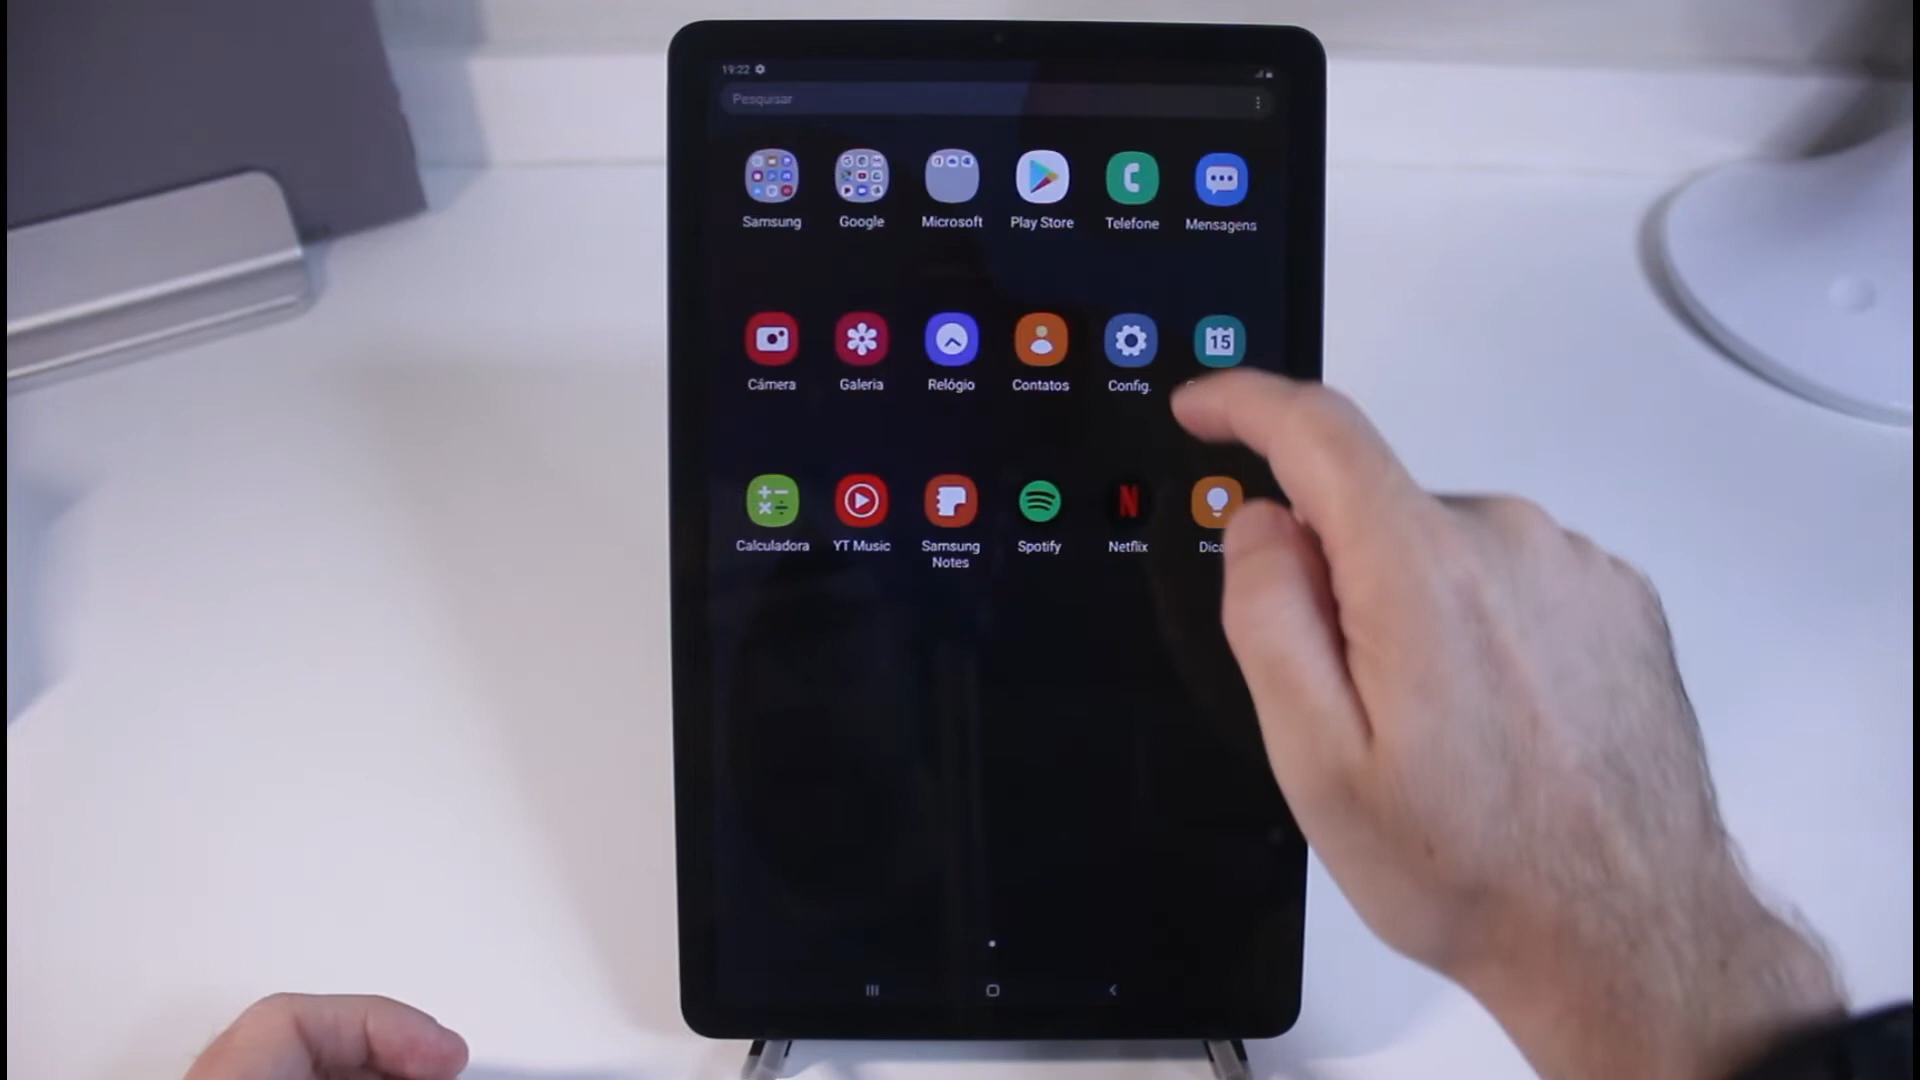 19:22
Pesquisar
Samsung Google Microsoft Play Store Telefone Mensagens
Câmera Galeria Relógio Contatos Config.
15
Calculadora YT Music Samsung Notes Spotify Netflix
N